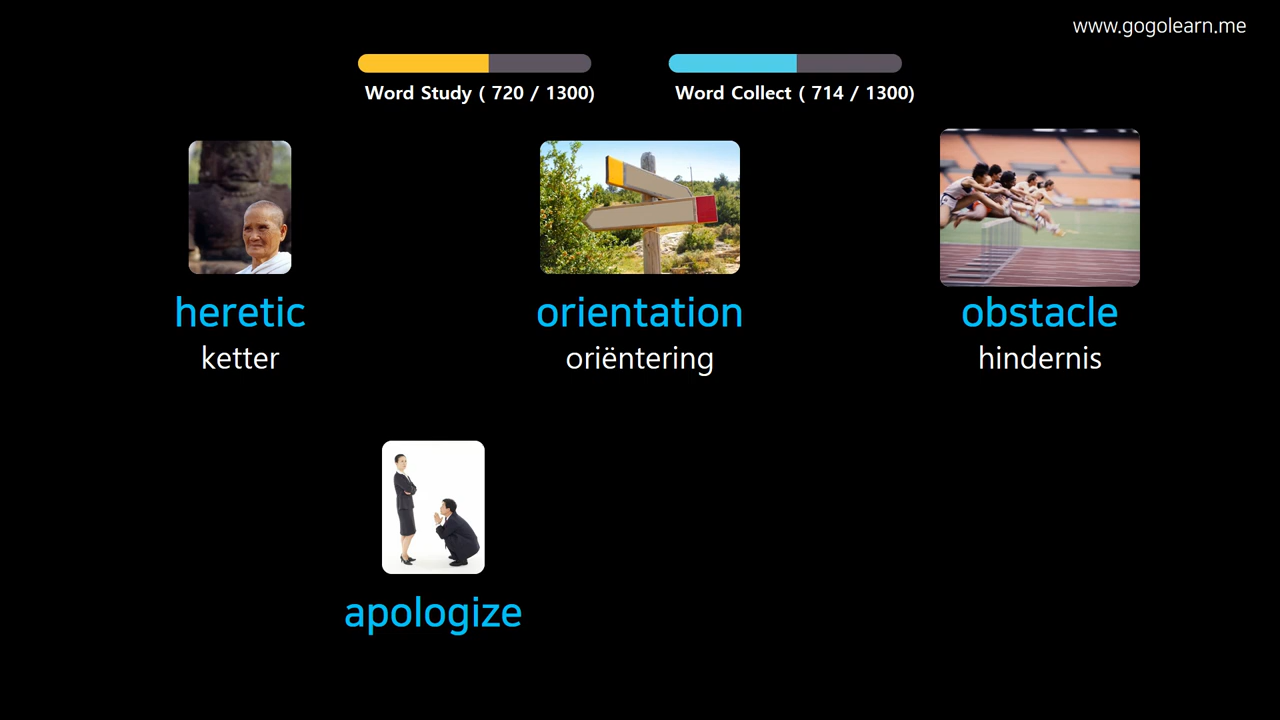 www.gogolearn.me
Word Study ( 720 / 1300)
Word Collect ( 714 / 1300)
heretic
ketter
orientation
oriëntering
obstacle
hindernis
apologize